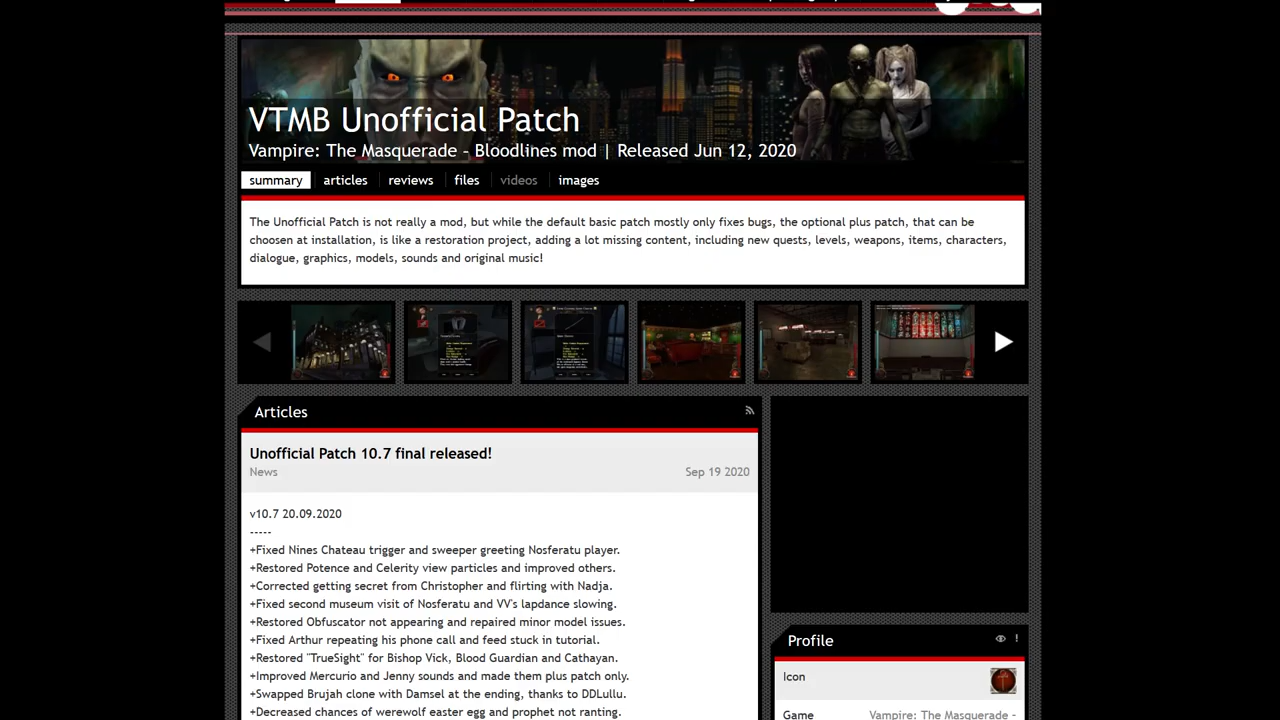 VTMB Unofficial Patch
Vampire: The Masquerade - Bloodlines mod | Released Jun 12, 2020
summary articles reviews files videos images
The Unofficial Patch is not really a mod, but while the default basic patch mostly only fixes bugs, the optional plus patch, that can be
choosen at installation, is like a restoration project, adding a lot missing content, including new quests, levels, weapons, items, characters,
dialogue, graphics, models, sounds and original music!
Articles
Unofficial Patch 10.7 final released!
News Sep 19 2020
v10.7 20.09.2020
-----
+Fixed Nines Chateau trigger and sweeper greeting Nosferatu player.
+Restored Potence and Celerity view particles and improved others.
+Corrected getting secret from Christopher and flirting with Nadja.
+Fixed second museum visit of Nosferatu and VV's lapdance slowing.
+Restored Obfuscator not appearing and repaired minor model issues.
+Fixed Arthur repeating his phone call and feed stuck in tutorial.
+Restored "TrueSight" for Bishop Vick, Blood Guardian and Cathayan.
+Improved Mercurio and Jenny sounds and made them plus patch only.
+Swapped Brujah clone with Damsel at the ending, thanks to DDLullu.
+Decreased chances of werewolf easter egg and prophet not ranting.
Profile
Icon
Game Vampire: The Masquerade -